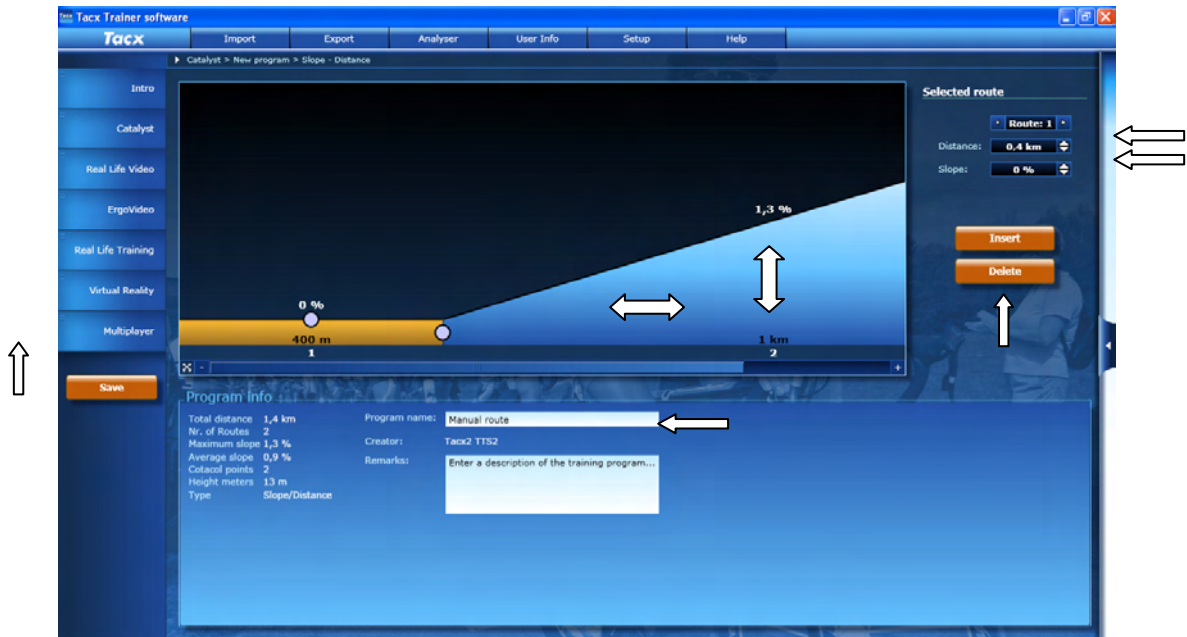 Tacx Tacx Trainer software
Tacx Import Export Analyser User Info Setup Help
Catalyst > New program > Slope - Distance
Intro
Catalyst
Real Life Video
ErgoVideo
Real Life Training
Virtual Reality
Multiplayer
Save
1,3 %
0 %
400 m 1 km
1 2
- +
Selected route
Route: 1
Distance: 0,4 km
Slope: 0 %
Insert
Delete
Program Info
Total distance 1,4 km
Nr. of Routes 2
Maximum slope 1,3 %
Average slope 0,9 %
Cotacol points 2
Height meters 13 m
Type Slope/Distance
Program name: Manual route
Creator: Tacx2 TTS2
Remarks: Enter a description of the training program...